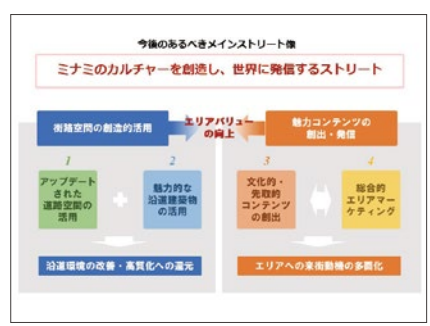 今後のあるべきメインストリート像
ミナミのカルチャーを創造し、世界に発信するストリート
街路空間の創造的活用
エリアバリュー
の向上
魅力コンテンツの
創出・発信
1
アップデート
された
道路空間の
活用
2
魅力的な
沿道建築物
の活用
3
文化的・
先取的
コンテンツ
の創出
4
総合的
エリアマー
ケティング
沿道環境の改善・高質化への還元
エリアへの来街動機の多面化